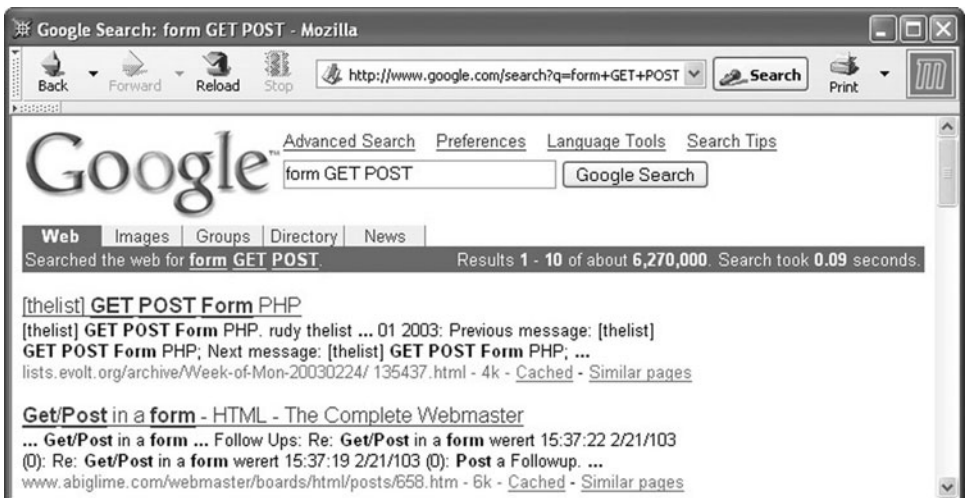 Google Search: form GET POST - Mozilla
Back Forward Reload Stop http://www.google.com/search?q=form+GET+POST Search Print
Google™
Advanced Search Preferences Language Tools Search Tips
form GET POST Google Search
Web Images Groups Directory News
Searched the web for form GET POST. Results 1 - 10 of about 6,270,000. Search took 0.09 seconds.
[thelist] GET POST Form PHP
[thelist] GET POST Form PHP. rudy thelist ... 01 2003: Previous message: [thelist]
GET POST Form PHP; Next message: [thelist] GET POST Form PHP; ...
lists.evolt.org/archive/Week-of-Mon-20030224/ 135437.html - 4k - Cached - Similar pages
Get/Post in a form - HTML - The Complete Webmaster
... Get/Post in a form ... Follow Ups: Re: Get/Post in a form werert 15:37:22 2/21/103
(0): Re: Get/Post in a form werert 15:37:19 2/21/103 (0): Post a Followup. ...
www.abiglime.com/webmaster/boards/html/posts/658.htm - 6k - Cached - Similar pages